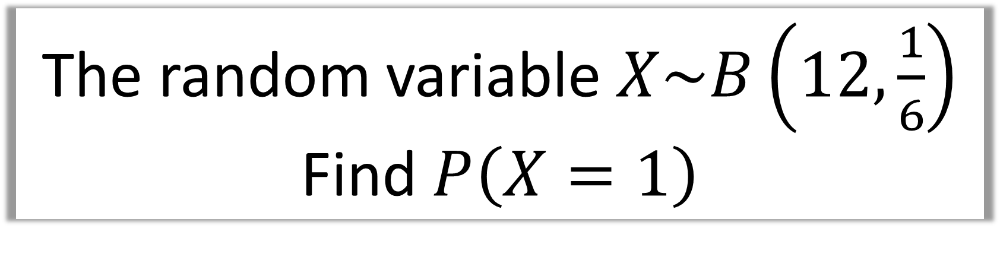 The random variable X~B(12, 1/6)
Find P(X = 1)